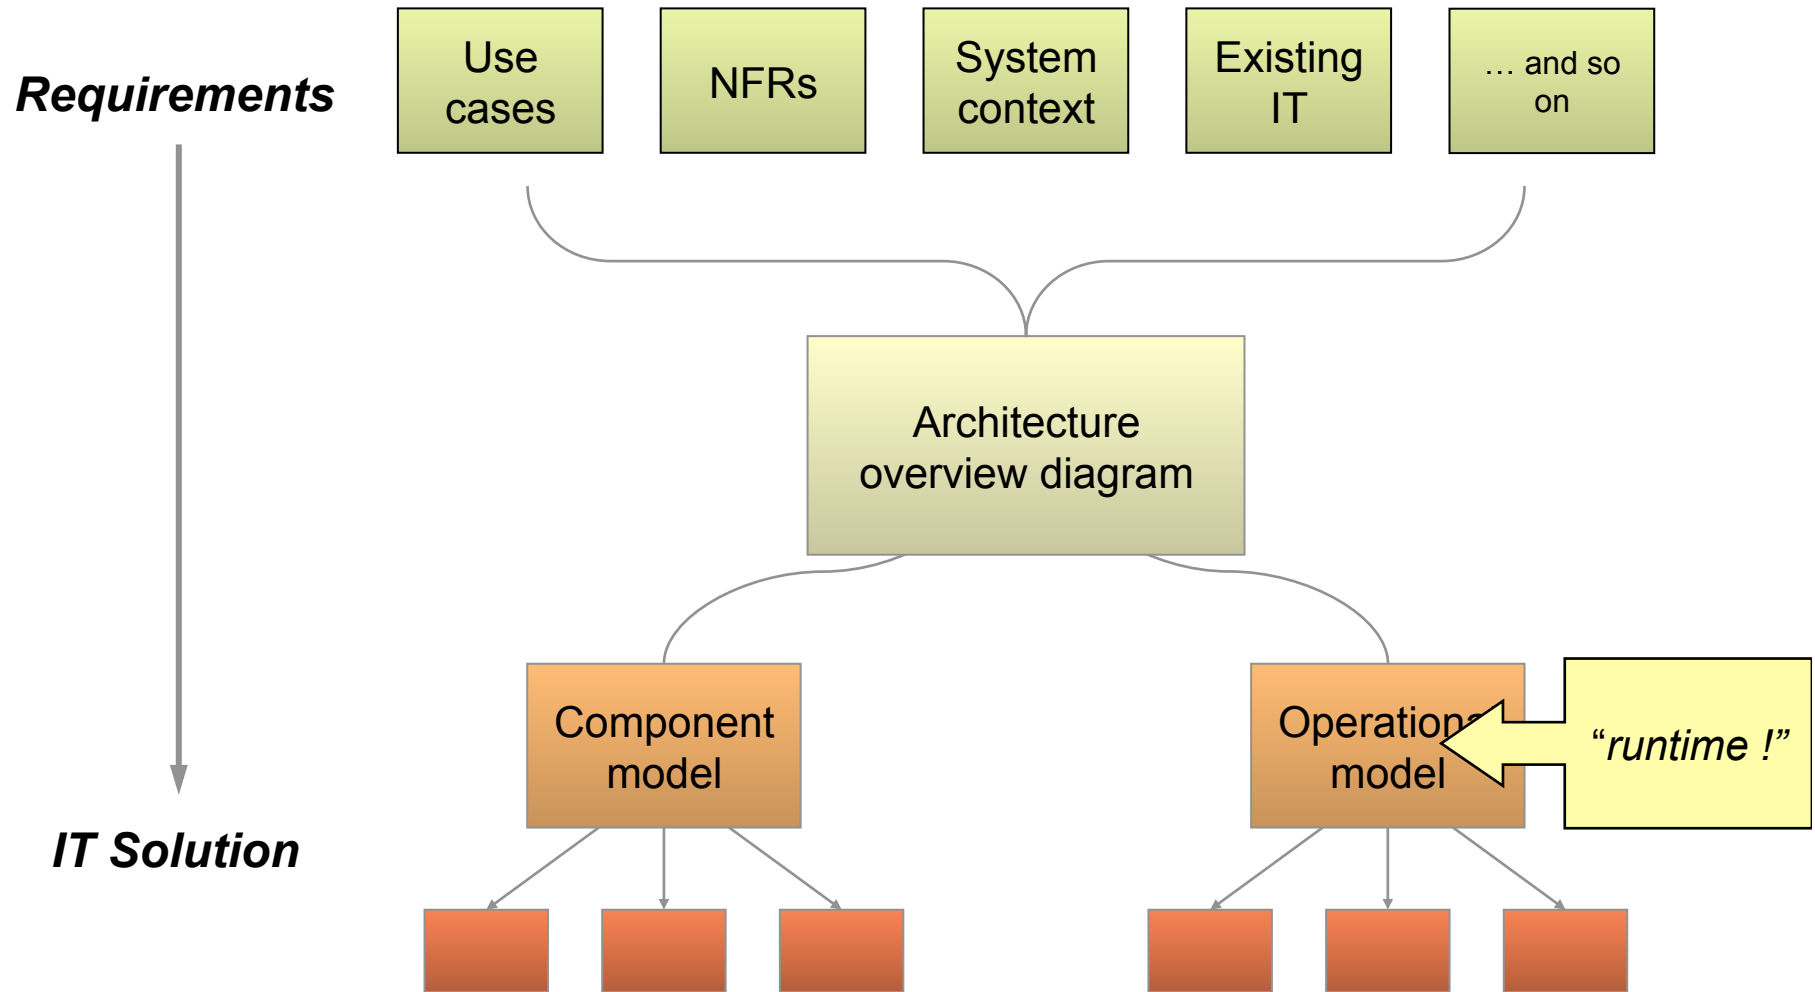 Requirements
Use
cases
NFRs
System
context
Existing
IT
… and so
on
Architecture
overview diagram
Component
model
Operationa
model
“runtime !”
IT Solution